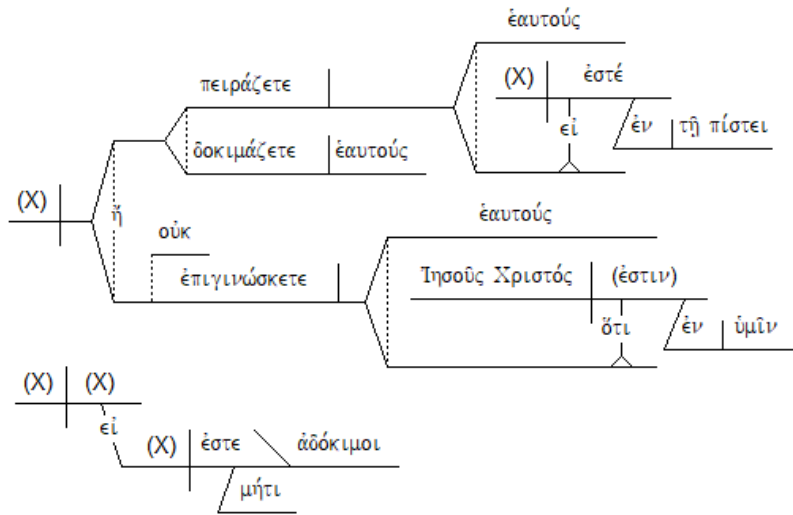 ἑαυτούς
πειράζετε (X) ἐστέ
εἰ ἐν τῇ πίστει
δοκιμάζετε ἑαυτούς
(X) ἤ
οὐκ ἑαυτούς
ἐπιγινώσκετε Ἰησοῦς Χριστός (ἐστιν)
ὅτι ἐν ὑμῖν
(X) (X)
εἰ
(X) ἐστε ἀδόκιμοι
μήτι